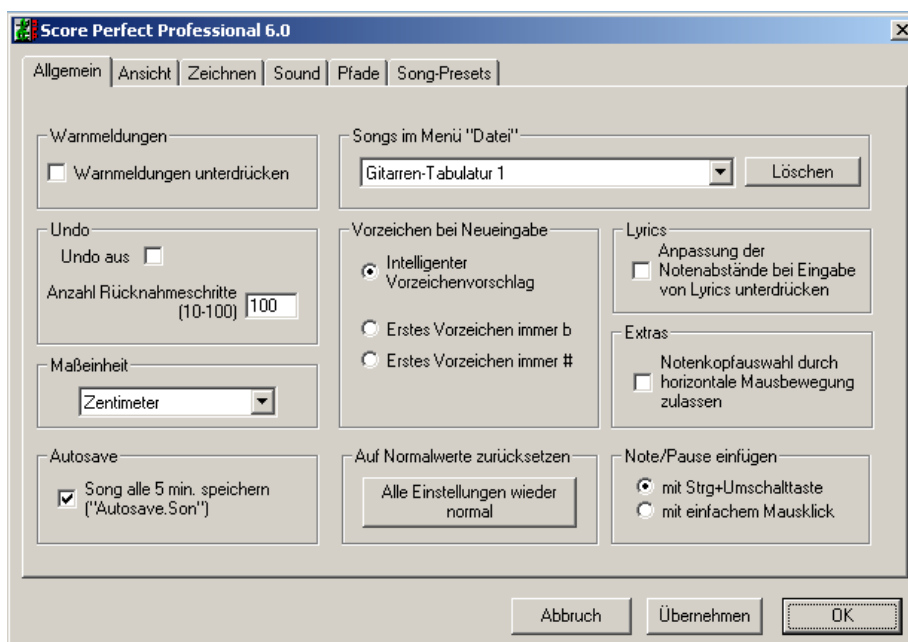 Score Perfect Professional 6.0
Allgemein Ansicht Zeichnen Sound Pfade Song-Presets
Warnmeldungen
Warnmeldungen unterdrücken
Songs im Menü "Datei"
Gitarren-Tabulatur 1
Löschen
Undo
Undo aus
Anzahl Rücknahmeschritte
(10-100)
100
Vorzeichen bei Neueingabe
Intelligenter
Vorzeichenvorschlag
Erstes Vorzeichen immer b
Erstes Vorzeichen immer #
Lyrics
Anpassung der
Notenabstände bei Eingabe
von Lyrics unterdrücken
Extras
Notenkopfauswahl durch
horizontale Mausbewegung
zulassen
Maßeinheit
Zentimeter
Autosave
Song alle 5 min. speichern
("Autosave.Son")
Auf Normalwerte zurücksetzen
Alle Einstellungen wieder
normal
Note/Pause einfügen
mit Strg+Umschalttaste
mit einfachem Mausklick
Abbruch
Übernehmen
OK